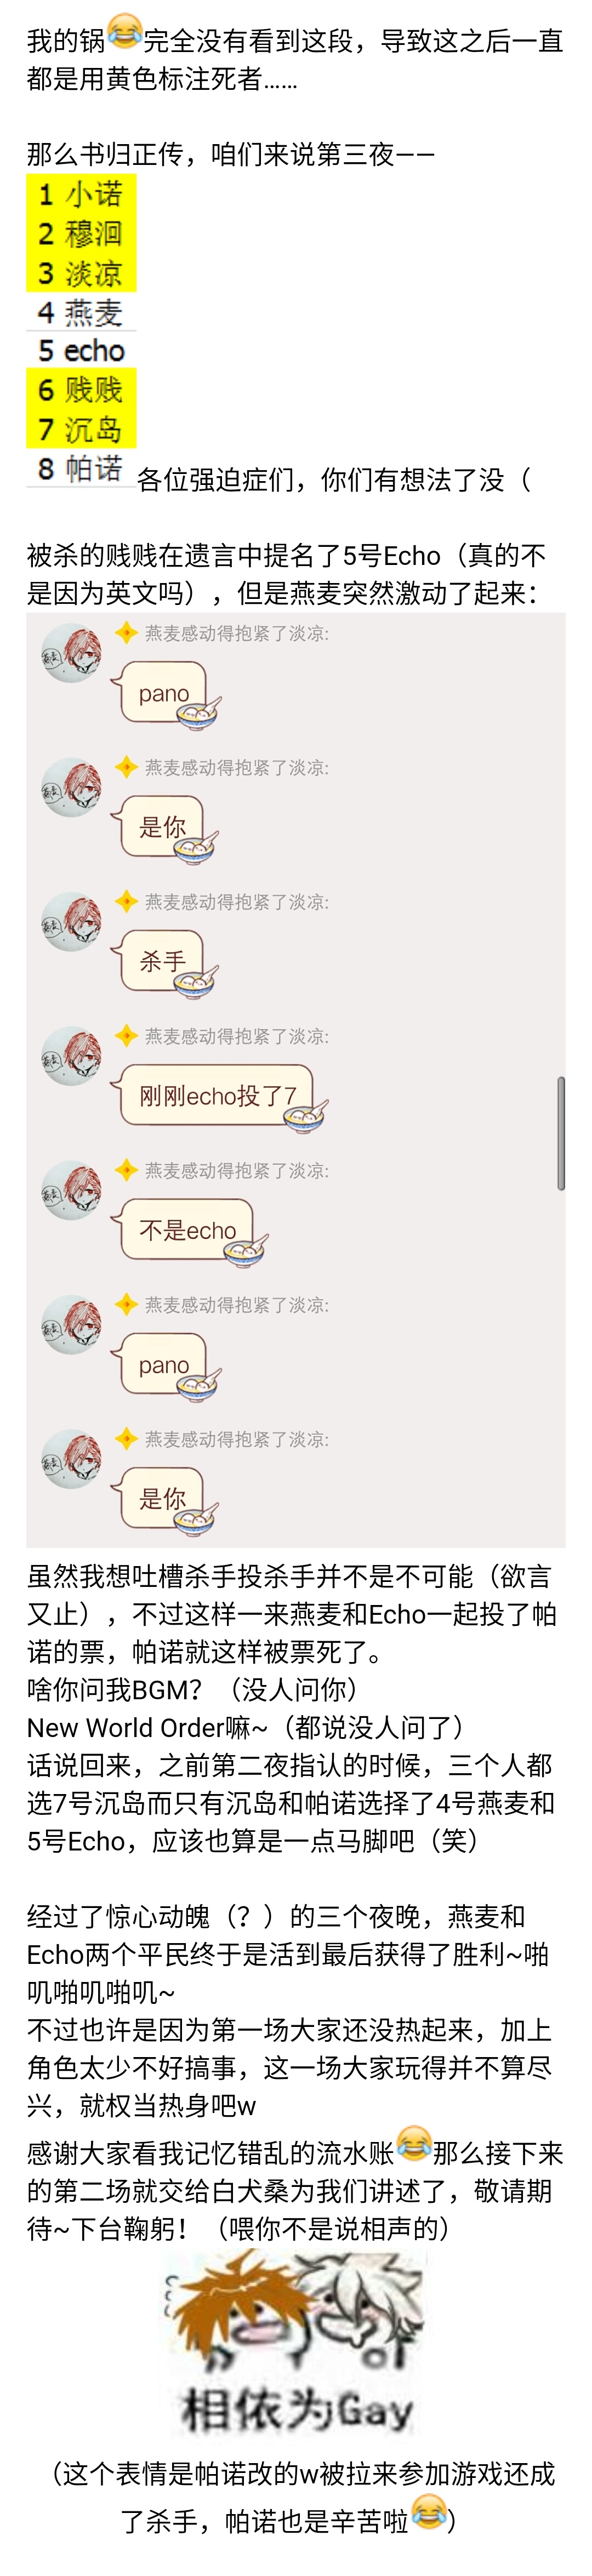 我的锅😂完全没有看到这段，导致这之后一直
都是用黄色标注死者……
那么书归正传，咱们来说第三夜——
1 小诺
2 穆洄
3 淡凉
4 燕麦
5 echo
6 贱贱
7 沉岛
8 帕诺
各位强迫症们，你们有想法了没（
被杀的贱贱在遗言中提名了5号Echo（真的不
是因为英文吗），但是燕麦突然激动了起来：
燕麦感动得抱紧了淡凉:
燕麦
pano
燕麦感动得抱紧了淡凉:
燕麦
是你
燕麦感动得抱紧了淡凉:
燕麦
杀手
燕麦感动得抱紧了淡凉:
燕麦
刚刚echo投了7
燕麦感动得抱紧了淡凉:
燕麦
不是echo
燕麦感动得抱紧了淡凉:
燕麦
pano
燕麦感动得抱紧了淡凉:
燕麦
是你
虽然我想吐槽杀手投杀手并不是不可能（欲言
又止），不过这样一来燕麦和Echo一起投了帕
诺的票，帕诺就这样被票死了。
啥你问我BGM？（没人问你）
New World Order嘛~（都说没人问了）
话说回来，之前第二夜指认的时候，三个人都
选7号沉岛而只有沉岛和帕诺选择了4号燕麦和
5号Echo，应该也算是一点马脚吧（笑）
经过了惊心动魄（？）的三个夜晚，燕麦和
Echo两个平民终于是活到最后获得了胜利~啪
叽啪叽啪叽~
不过也许是因为第一场大家还没热起来，加上
角色太少不好搞事，这一场大家玩得并不算尽
兴，就权当热身吧w
感谢大家看我记忆错乱的流水账😂那么接下来
的第二场就交给白犬桑为我们讲述了，敬请期
待~下台鞠躬！（喂你不是说相声的）
相依为Gay
（这个表情是帕诺改的w被拉来参加游戏还成
了杀手，帕诺也是辛苦啦😂）